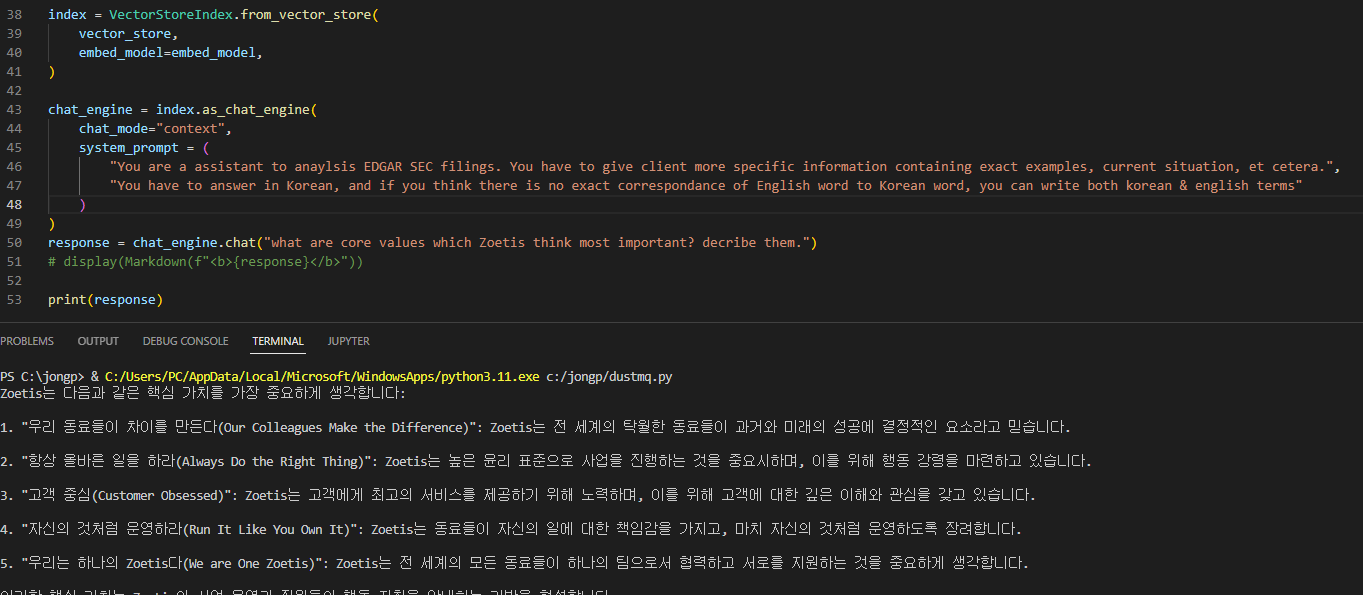 38 index = VectorStoreIndex.from_vector_store(
39     vector_store,
40     embed_model=embed_model,
41 )
42
43 chat_engine = index.as_chat_engine(
44     chat_mode="context",
45     system_prompt = (
46         "You are a assistant to anaylsis EDGAR SEC filings. You have to give client more specific information containing exact examples, current situation, et cetera.",
47         "You have to answer in Korean, and if you think there is no exact correspondance of English word to Korean word, you can write both korean & english terms"
48     )
49 )
50 response = chat_engine.chat("what are core values which Zoetis think most important? decribe them.")
51 # display(Markdown(f"<b>{response}</b>"))
52
53 print(response)
PROBLEMS OUTPUT DEBUG CONSOLE TERMINAL JUPYTER
PS C:\jongp> & C:/Users/PC/AppData/Local/Microsoft/WindowsApps/python3.11.exe c:/jongp/dustmq.py
Zoetis는 다음과 같은 핵심 가치를 가장 중요하게 생각합니다:
1. "우리 동료들이 차이를 만든다(Our Colleagues Make the Difference)": Zoetis는 전 세계의 탁월한 동료들이 과거와 미래의 성공에 결정적인 요소라고 믿습니다.
2. "항상 올바른 일을 하라(Always Do the Right Thing)": Zoetis는 높은 윤리 표준으로 사업을 진행하는 것을 중요시하며, 이를 위해 행동 강령을 마련하고 있습니다.
3. "고객 중심(Customer Obsessed)": Zoetis는 고객에게 최고의 서비스를 제공하기 위해 노력하며, 이를 위해 고객에 대한 깊은 이해와 관심을 갖고 있습니다.
4. "자신의 것처럼 운영하라(Run It Like You Own It)": Zoetis는 동료들이 자신의 일에 대한 책임감을 가지고, 마치 자신의 것처럼 운영하도록 장려합니다.
5. "우리는 하나의 Zoetis다(We are One Zoetis)": Zoetis는 전 세계의 모든 동료들이 하나의 팀으로서 협력하고 서로를 지원하는 것을 중요하게 생각합니다.